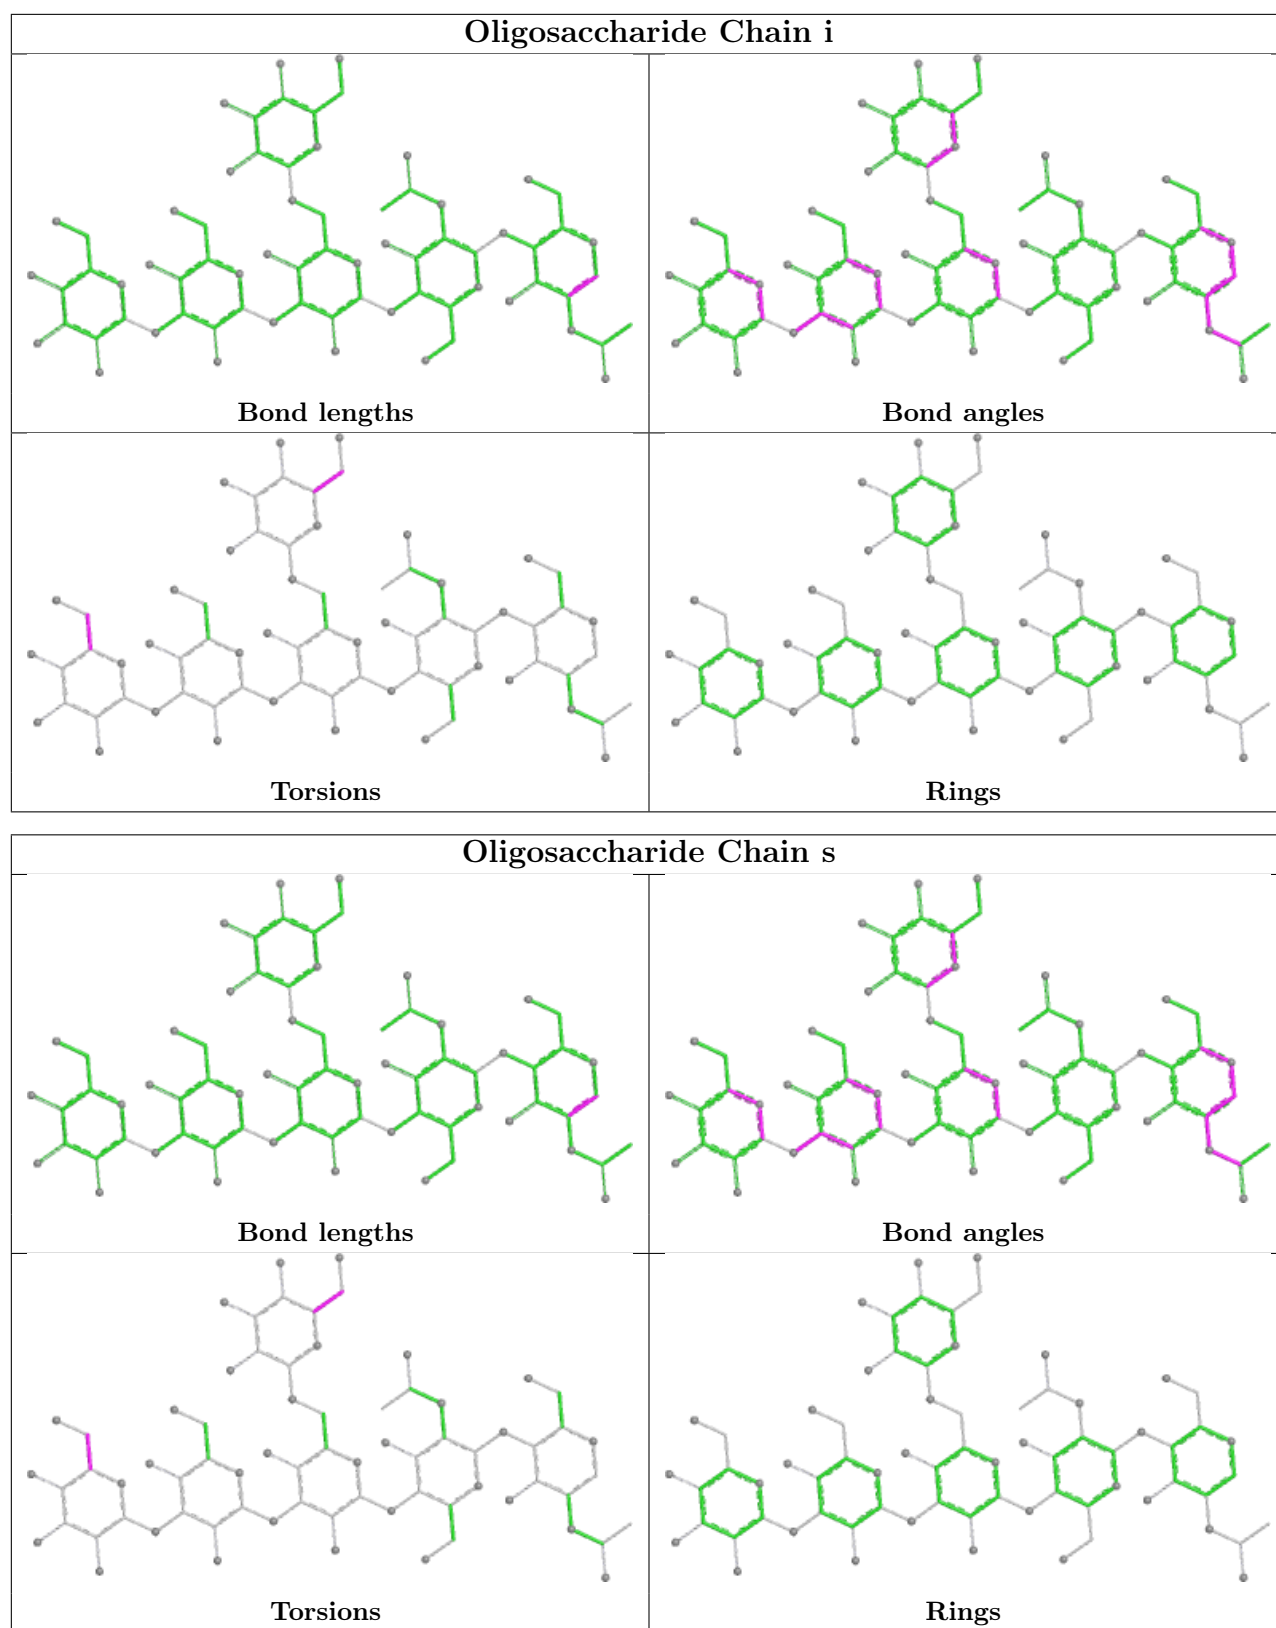 Oligosaccharide Chain i
Bond lengths
Bond angles
Torsions
Rings
Oligosaccharide Chain s
Bond lengths
Bond angles
Torsions
Rings